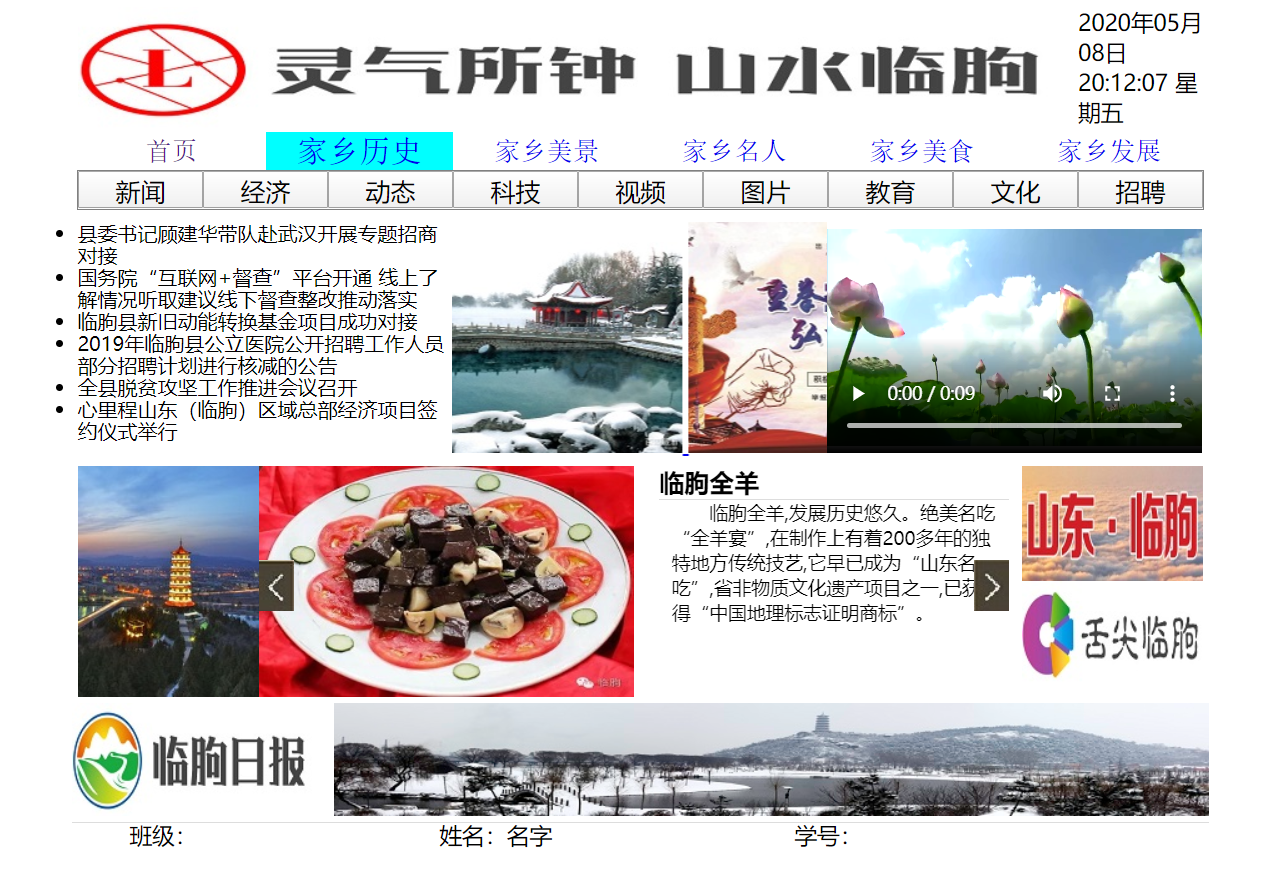 L
灵气所钟 山水临朐
2020年05月
08日
20:12:07 星
期五
首页 家乡历史 家乡美景 家乡名人 家乡美食 家乡发展
新闻 经济 动态 科技 视频 图片 教育 文化 招聘
县委书记顾建华带队赴武汉开展专题招商
对接
国务院“互联网+督查”平台开通 线上了
解情况听取建议线下督查整改推动落实
临朐县新旧动能转换基金项目成功对接
2019年临朐县公立医院公开招聘工作人员
部分招聘计划进行核减的公告
全县脱贫攻坚工作推进会议召开
心里程山东（临朐）区域总部经济项目签
约仪式举行
重拳
弘
0:00 / 0:09
临朐
临朐全羊
临朐全羊,发展历史悠久。绝美名吃
“全羊宴”,在制作上有着200多年的独
特地方传统技艺,它早已成为“山东名
吃”,省非物质文化遗产项目之一,已获
得“中国地理标志证明商标”。
山东·临朐
舌尖临朐
临朐日报
班级： 姓名：名字 学号：